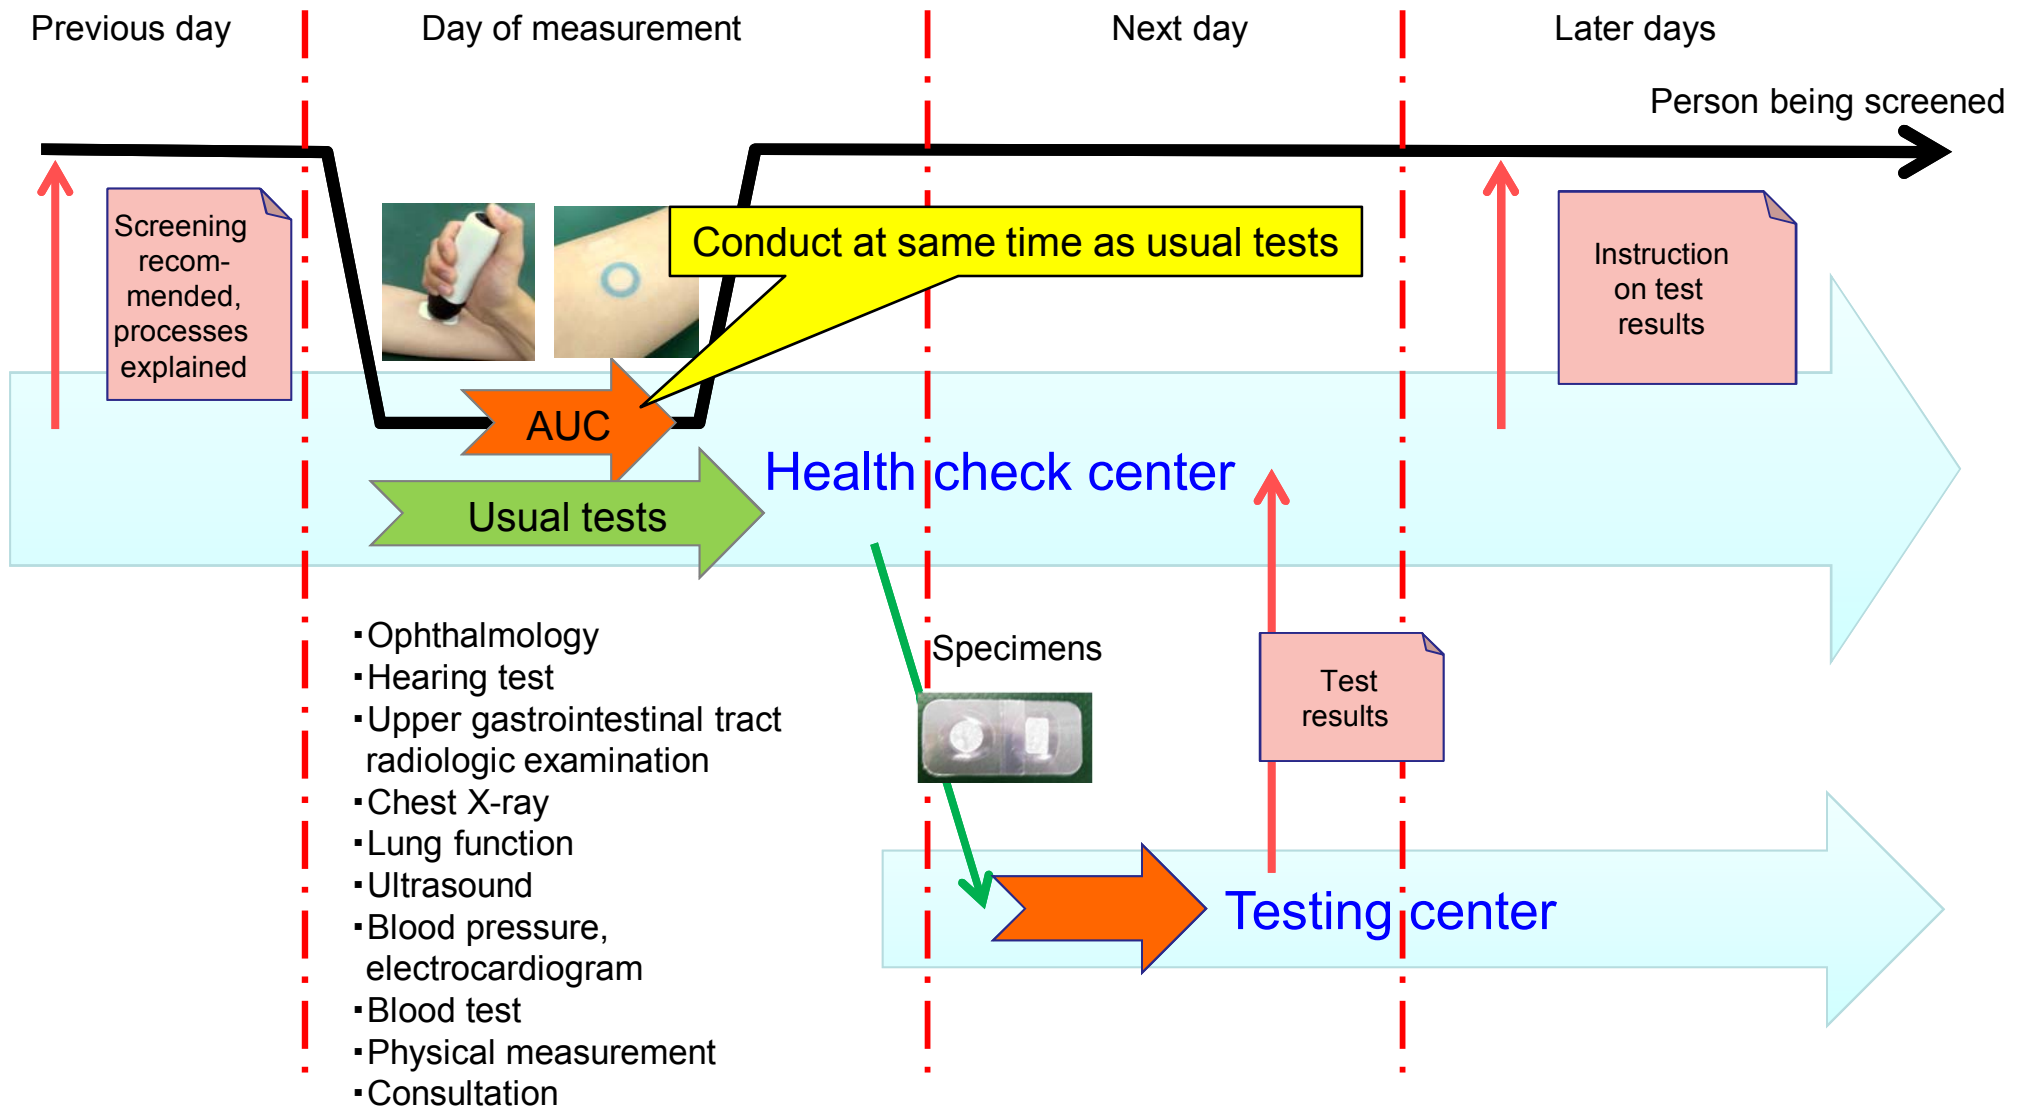 Previous day
Day of measurement
Next day
Later days
Person being screened
Screening
recom-
mended,
processes
explained
Conduct at same time as usual tests
Instruction
on test
results
AUC
Health check center
Usual tests
・Ophthalmology
・Hearing test
・Upper gastrointestinal tract
radiologic examination
・Chest X-ray
・Lung function
・Ultrasound
・Blood pressure,
electrocardiogram
・Blood test
・Physical measurement
・Consultation
Specimens
Test
results
Testing center